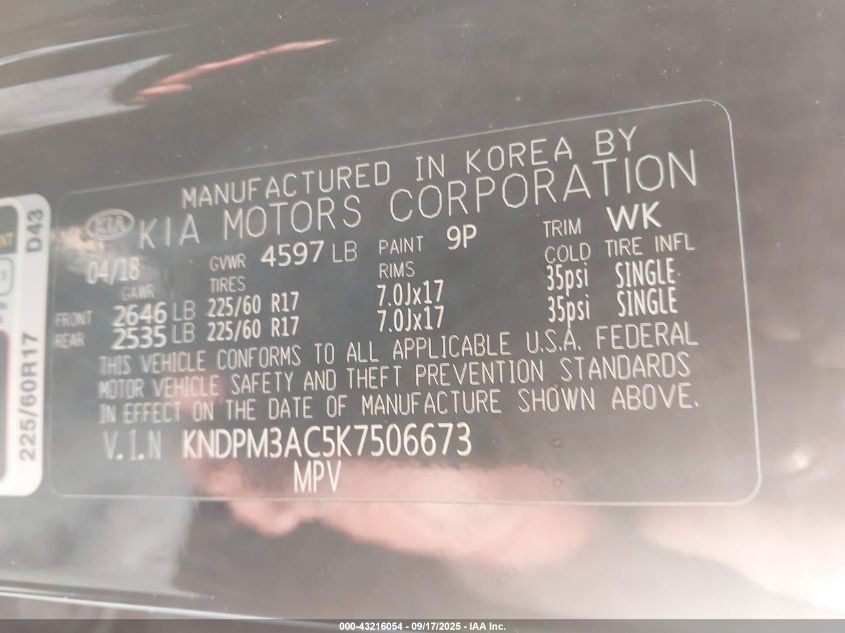 MANUFACTURED IN KOREA BY
KIA KIA MOTORS CORPORATION
04/18 GVWR 4597 LB PAINT 9P TRIM WK
GAWR TIRES RIMS COLD TIRE INFL
FRONT 2646 LB 225/60 R17 7.0Jx17 35psi SINGLE
REAR 2535 LB 225/60 R17 7.0Jx17 35psi SINGLE
THIS VEHICLE CONFORMS TO ALL APPLICABLE U.S.A. FEDERAL
MOTOR VEHICLE SAFETY AND THEFT PREVENTION STANDARDS
IN EFFECT ON THE DATE OF MANUFACTURE SHOWN ABOVE.
V.I.N KNDPM3AC5K7506673
MPV
D43
225/60R17
000-43216054 - 09/17/2025 - IAA Inc.